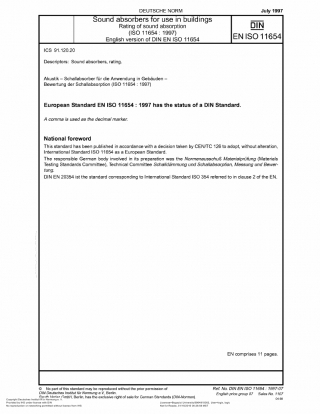 DEUTSCHE NORM
July 1997
Sound absorbers for use in buildings
Rating of sound absorption
(ISO 11654 : 1997)
English version of DIN EN ISO 11654
DIN
EN ISO 11654
ICS 91.120.20
Descriptors: Sound absorbers, rating.
Akustik – Schallabsorber für die Anwendung in Gebäuden –
Bewertung der Schallabsorption (ISO 11654 : 1997)
European Standard EN ISO 11654 : 1997 has the status of a DIN Standard.
A comma is used as the decimal marker.
National foreword
This standard has been published in accordance with a decision taken by CEN/TC 126 to adopt, without alteration,
International Standard ISO 11654 as a European Standard.
The responsible German body involved in its preparation was the Normenausschuß Materialprüfung (Materials
Testing Standards Committee), Technical Committee Schalldämmung und Schallabsorption, Messung und Bewer-
tung.
DIN EN 20354 ist the standard corresponding to International Standard ISO 354 referred to in clause 2 of the EN.
EN comprises 11 pages.
© No part of this standard may be reproduced without the prior permission of
DIN Deutsches Institut für Normung e.V., Berlin.
Beuth Verlag GmbH, Berlin, has the exclusive right of sale for German Standards (DIN-Normen)
Ref. No. DIN EN ISO 11654 : 1997-07
English price group 07 Sales No. 1107